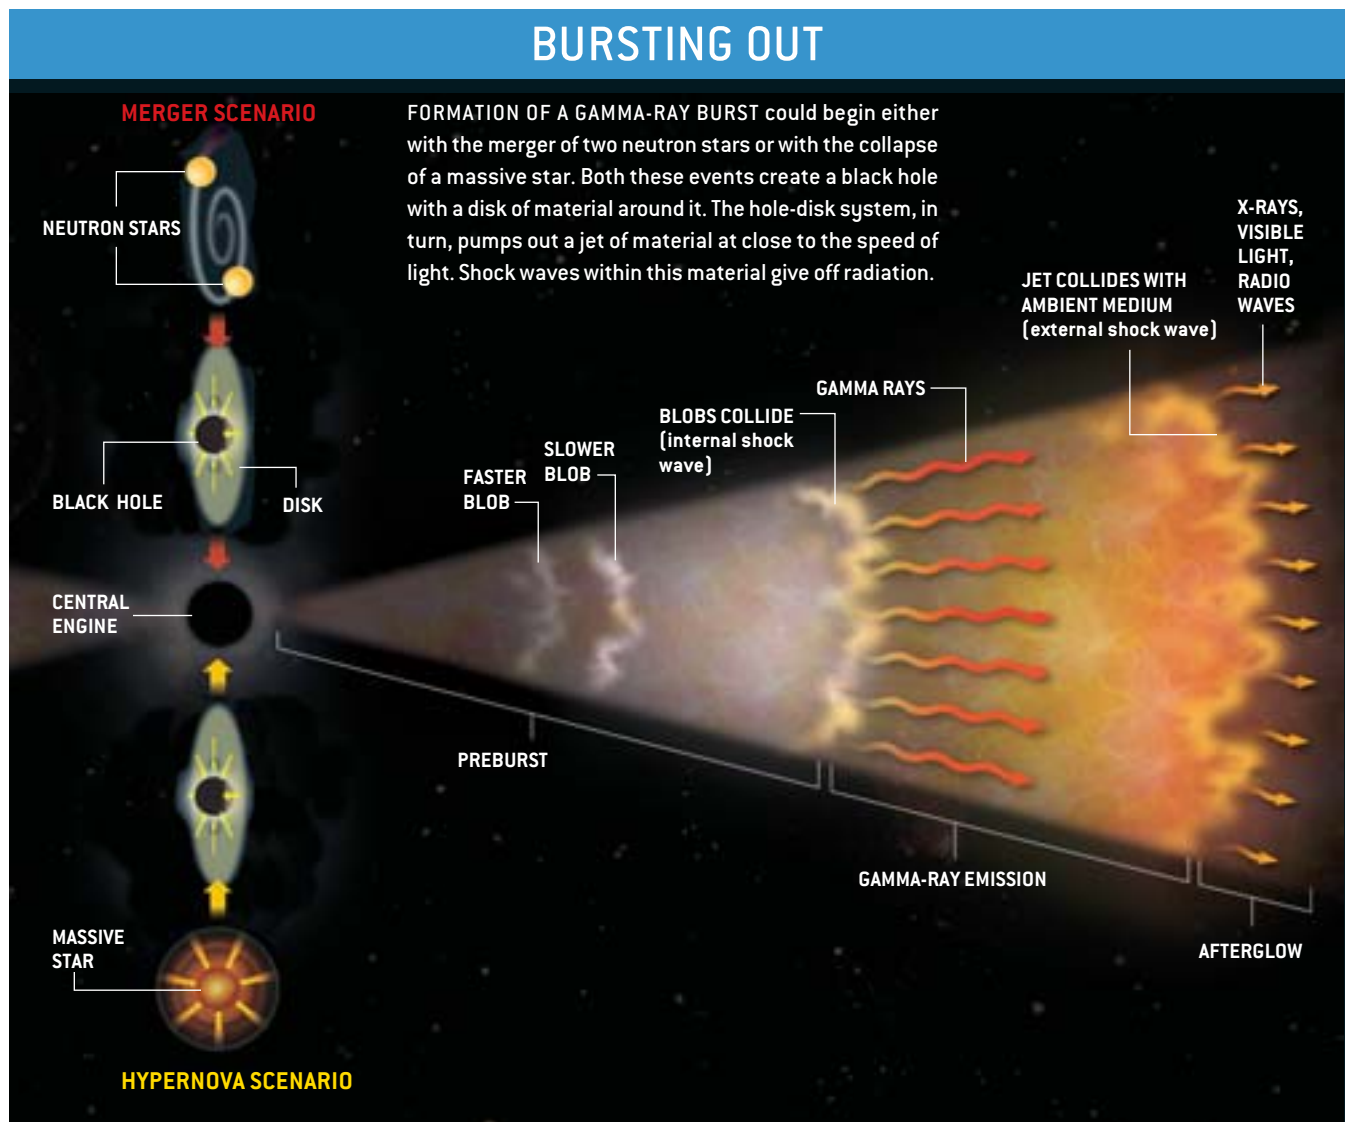 BURSTING OUT
MERGER SCENARIO
FORMATION OF A GAMMA-RAY BURST could begin either
with the merger of two neutron stars or with the collapse
of a massive star. Both these events create a black hole
with a disk of material around it. The hole-disk system, in
turn, pumps out a jet of material at close to the speed of
light. Shock waves within this material give off radiation.
NEUTRON STARS
BLACK HOLE
DISK
CENTRAL
ENGINE
FASTER
BLOB
SLOWER
BLOB
BLOBS COLLIDE
(internal shock
wave)
GAMMA RAYS
JET COLLIDES WITH
AMBIENT MEDIUM
(external shock wave)
X-RAYS,
VISIBLE
LIGHT,
RADIO
WAVES
PREBURST
GAMMA-RAY EMISSION
AFTERGLOW
MASSIVE
STAR
HYPERNOVA SCENARIO